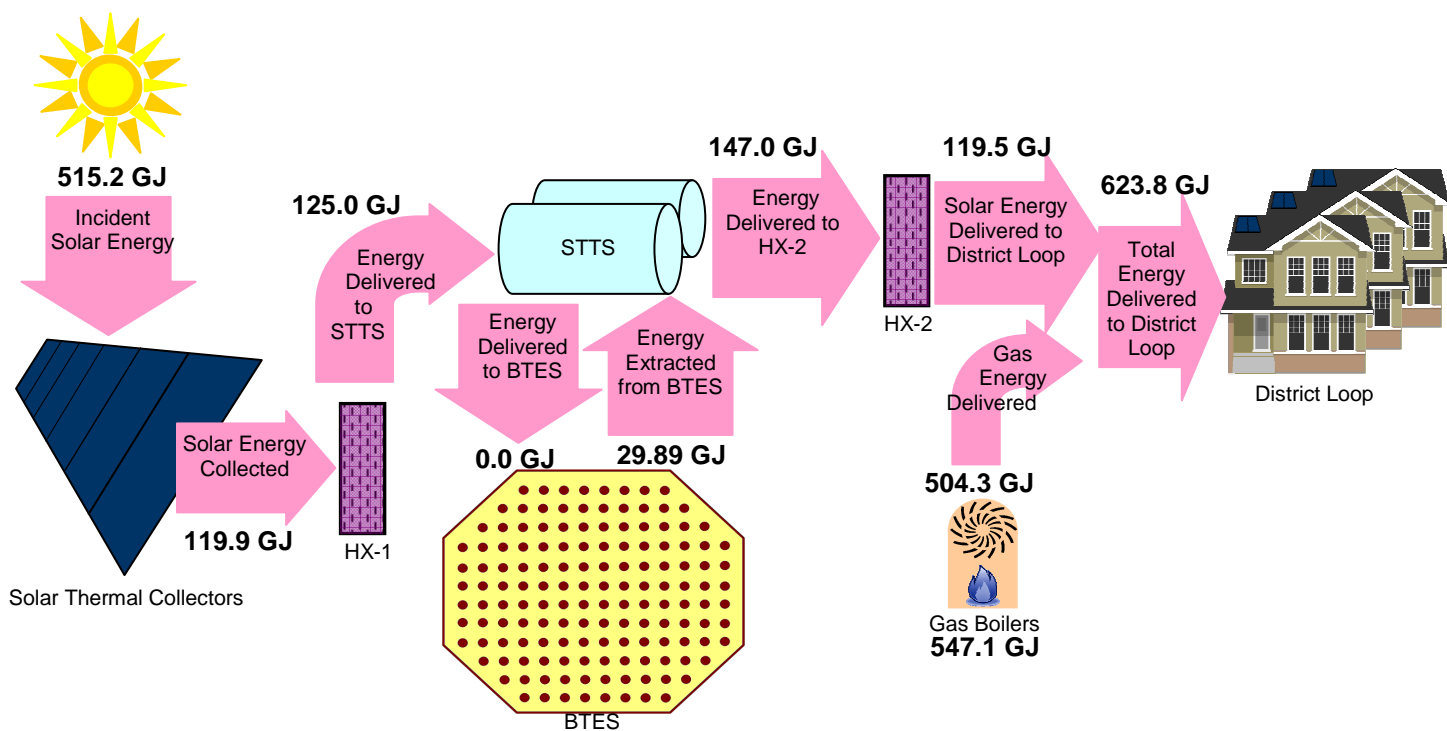 515.2 GJ
Incident
Solar Energy
Solar Thermal Collectors
Solar Energy
Collected
119.9 GJ
HX-1
125.0 GJ
Energy
Delivered
to
STTS
STTS
Energy
Delivered
to BTES
0.0 GJ
Energy
Extracted
from BTES
29.89 GJ
BTES
147.0 GJ
Energy
Delivered to
HX-2
HX-2
119.5 GJ
Solar Energy
Delivered to
District Loop
Gas
Energy
Delivered
504.3 GJ
Gas Boilers
547.1 GJ
623.8 GJ
Total
Energy
Delivered
to District
Loop
District Loop